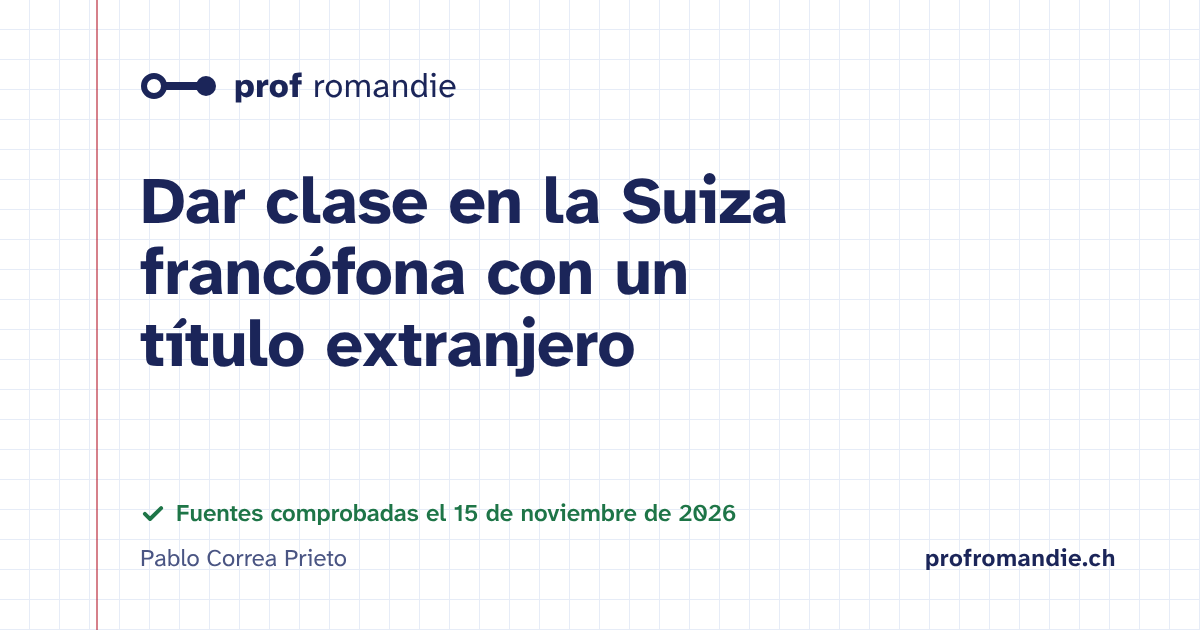 prof romandie
Dar clase en la Suiza
francófona con un
título extranjero
Fuentes comprobadas el 15 de noviembre de 2026
Pablo Correa Prieto
profromandie.ch